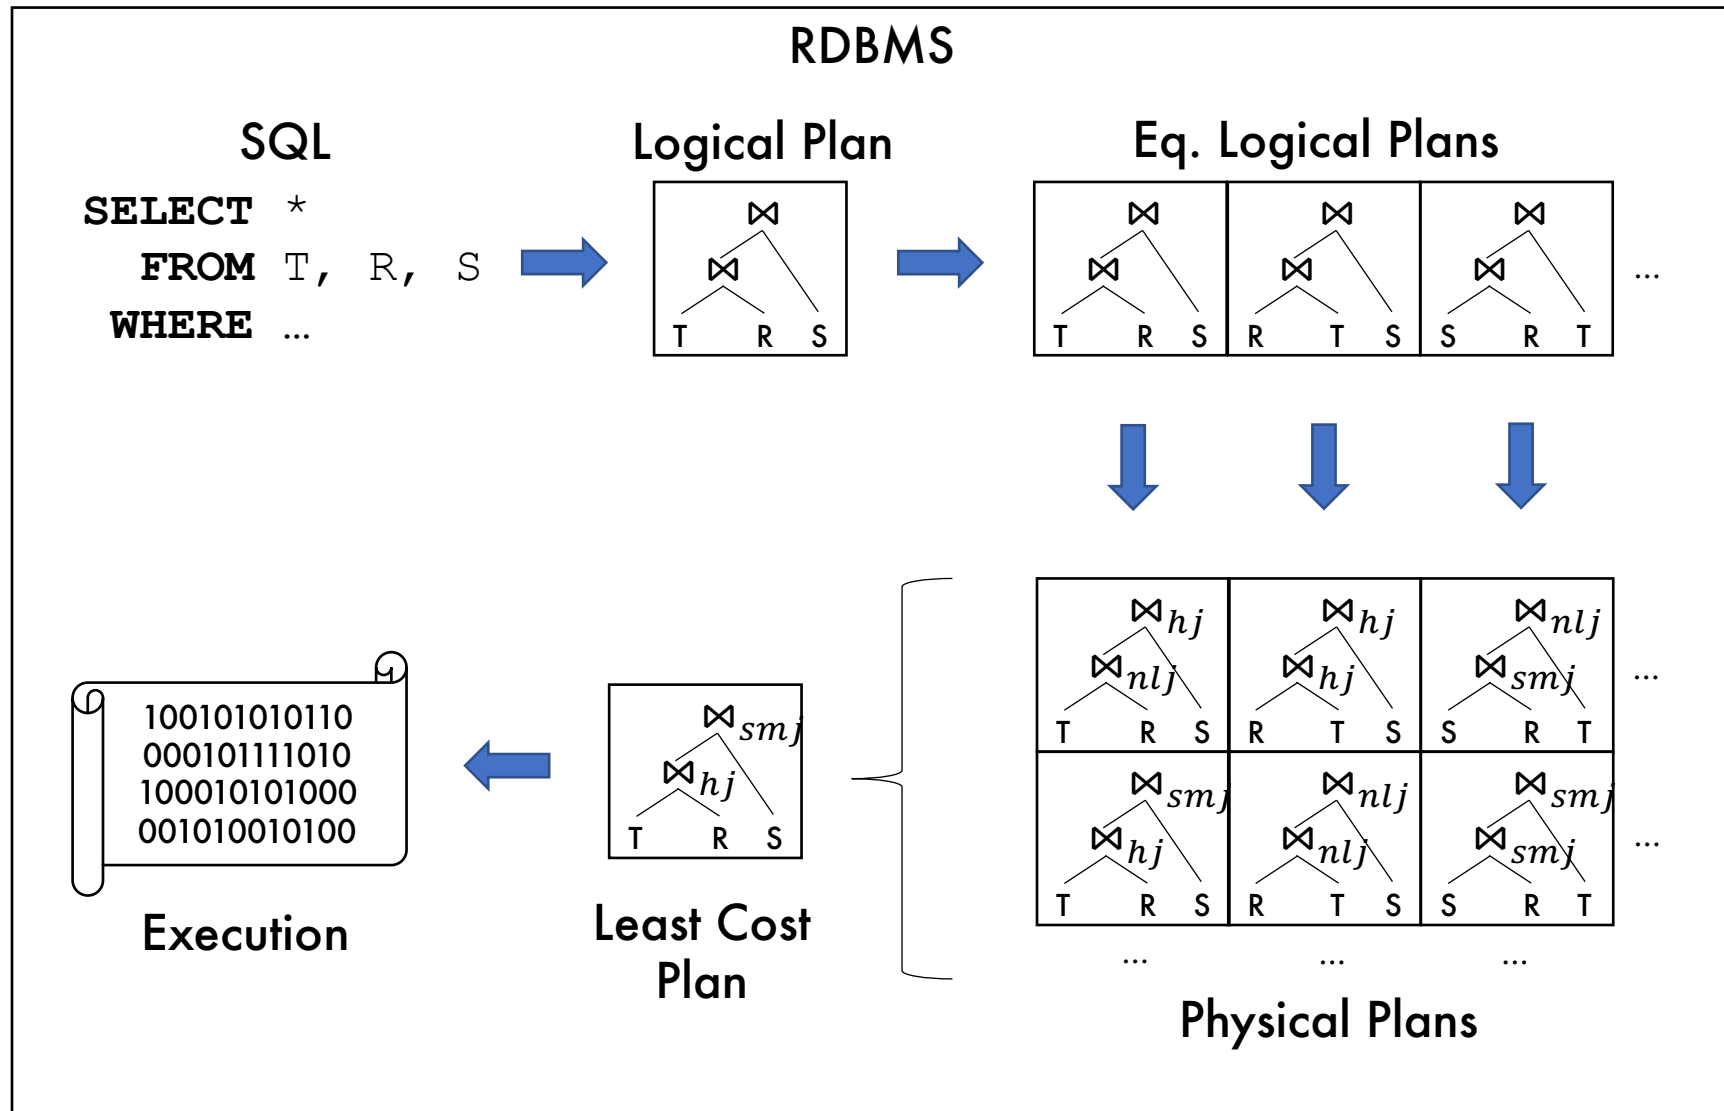 RDBMS
SQL
SELECT *
FROM T, R, S
WHERE …
Logical Plan
⋈
⋈
T R S
Eq. Logical Plans
⋈ ⋈ ⋈
⋈ ⋈ ⋈ …
T R S R T S S R T
⋈hj ⋈hj ⋈nlj
⋈nlj ⋈hj ⋈smj …
T R S R T S S R T
⋈smj ⋈nlj ⋈smj
⋈hj ⋈nlj ⋈smj …
T R S R T S S R T
… … …
Physical Plans
⋈smj
⋈hj
T R S
Least Cost
Plan
100101010110
000101111010
100010101000
001010010100
Execution